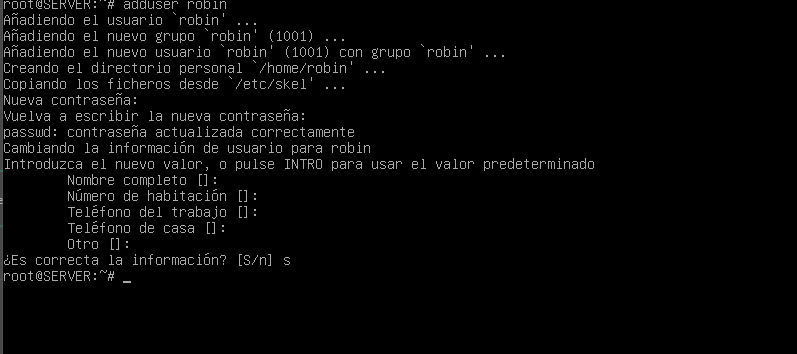 root@SERVER:~# adduser robin
Añadiendo el usuario `robin' ...
Añadiendo el nuevo grupo `robin' (1001) ...
Añadiendo el nuevo usuario `robin' (1001) con grupo `robin' ...
Creando el directorio personal `/home/robin' ...
Copiando los ficheros desde `/etc/skel' ...
Nueva contraseña:
Vuelva a escribir la nueva contraseña:
passwd: contraseña actualizada correctamente
Cambiando la información de usuario para robin
Introduzca el nuevo valor, o pulse INTRO para usar el valor predeterminado
        Nombre completo []:
        Número de habitación []:
        Teléfono del trabajo []:
        Teléfono de casa []:
        Otro []:
¿Es correcta la información? [S/n] s
root@SERVER:~# _